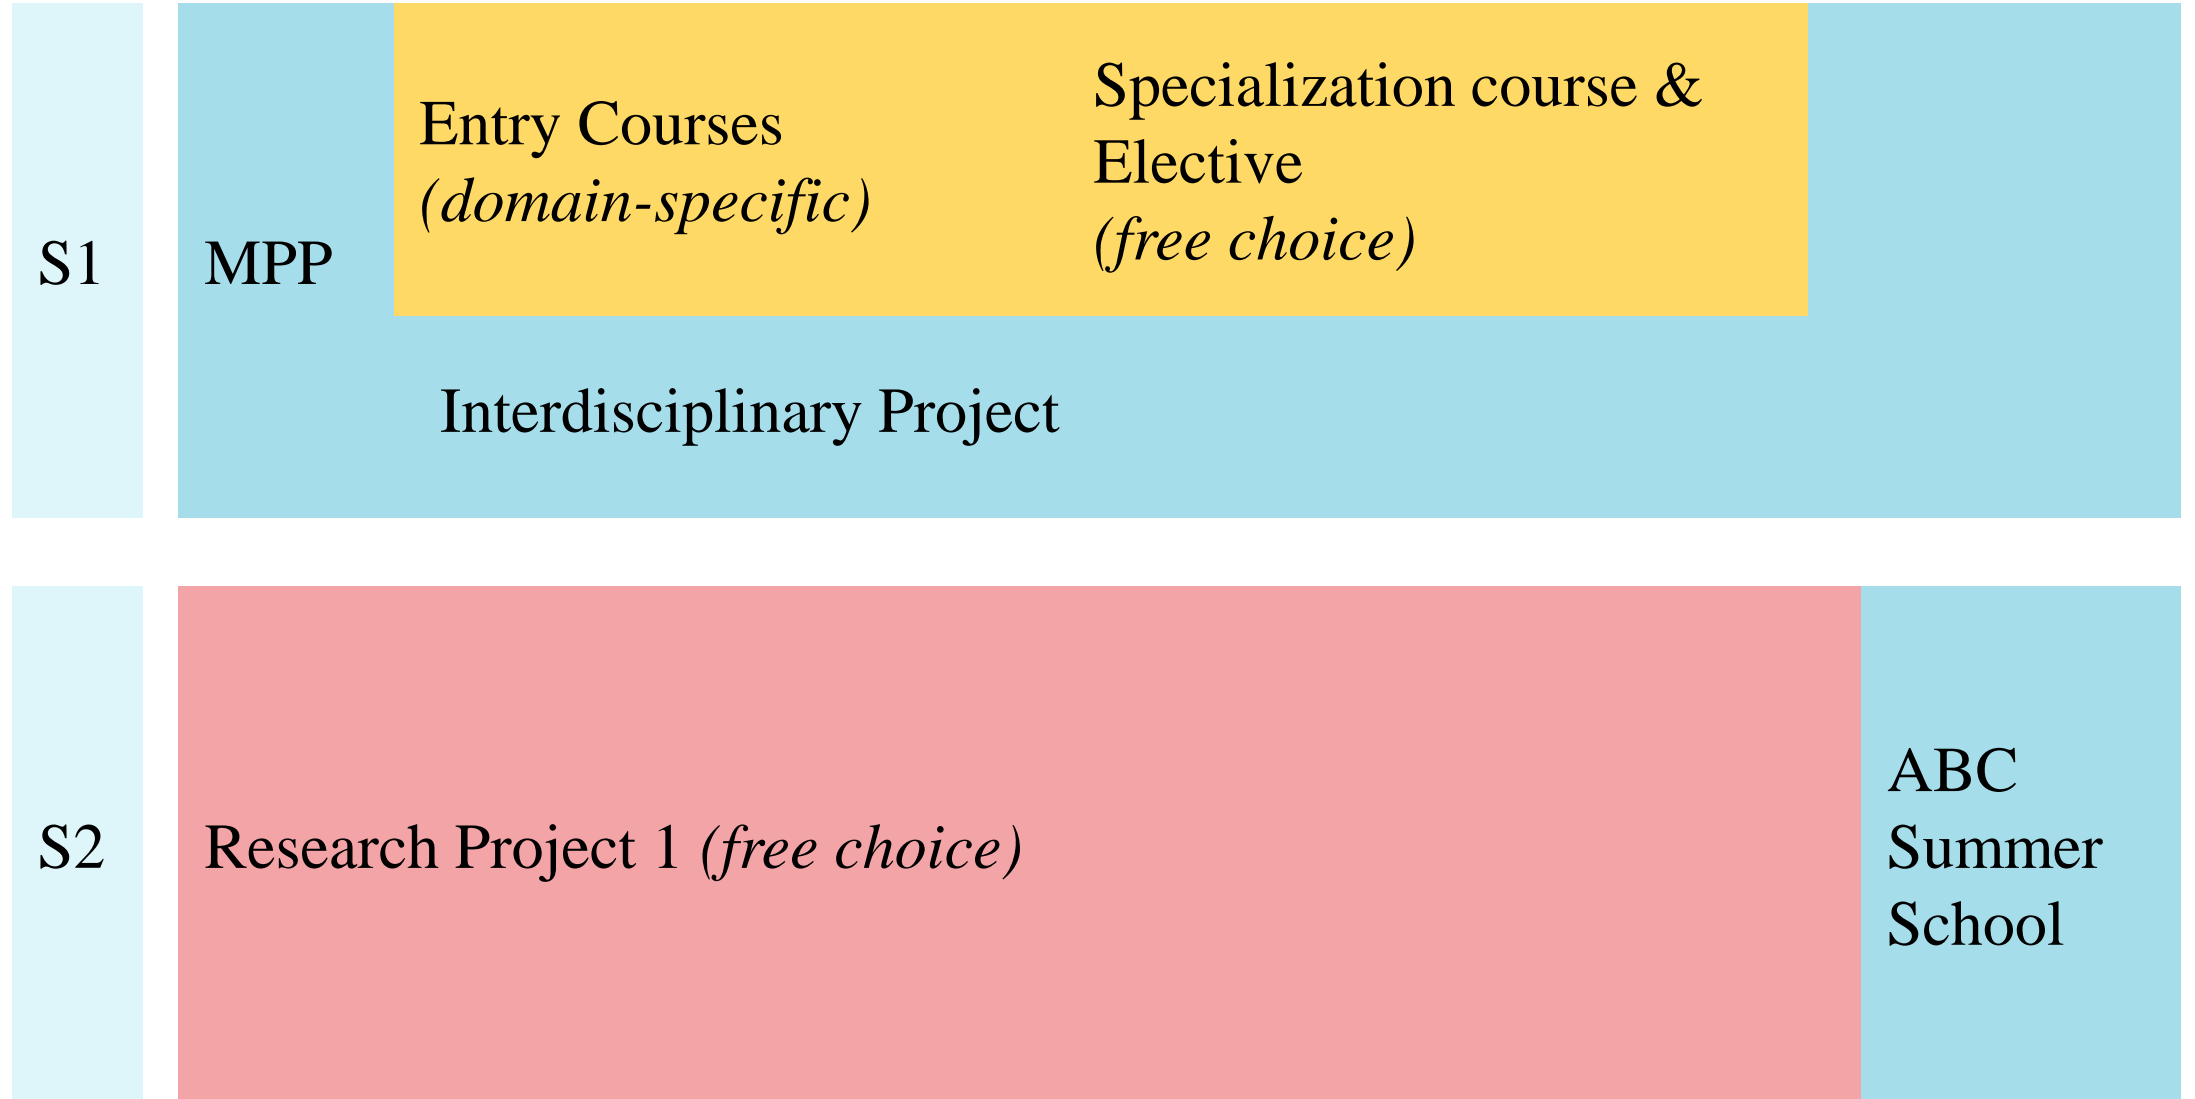 S1
MPP
Entry Courses
(domain-specific)
Specialization course &
Elective
(free choice)
Interdisciplinary Project
S2
Research Project 1 (free choice)
ABC
Summer
School